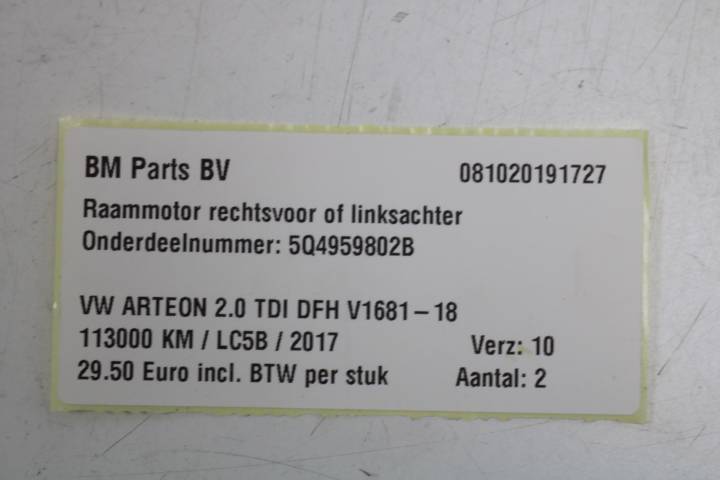 BM Parts BV 081020191727
Raammotor rechtsvoor of linksachter
Onderdeelnummer: 5Q4959802B
VW ARTEON 2.0 TDI DFH V1681-18
113000 KM / LC5B / 2017 Verz: 10
29.50 Euro incl. BTW per stuk Aantal: 2